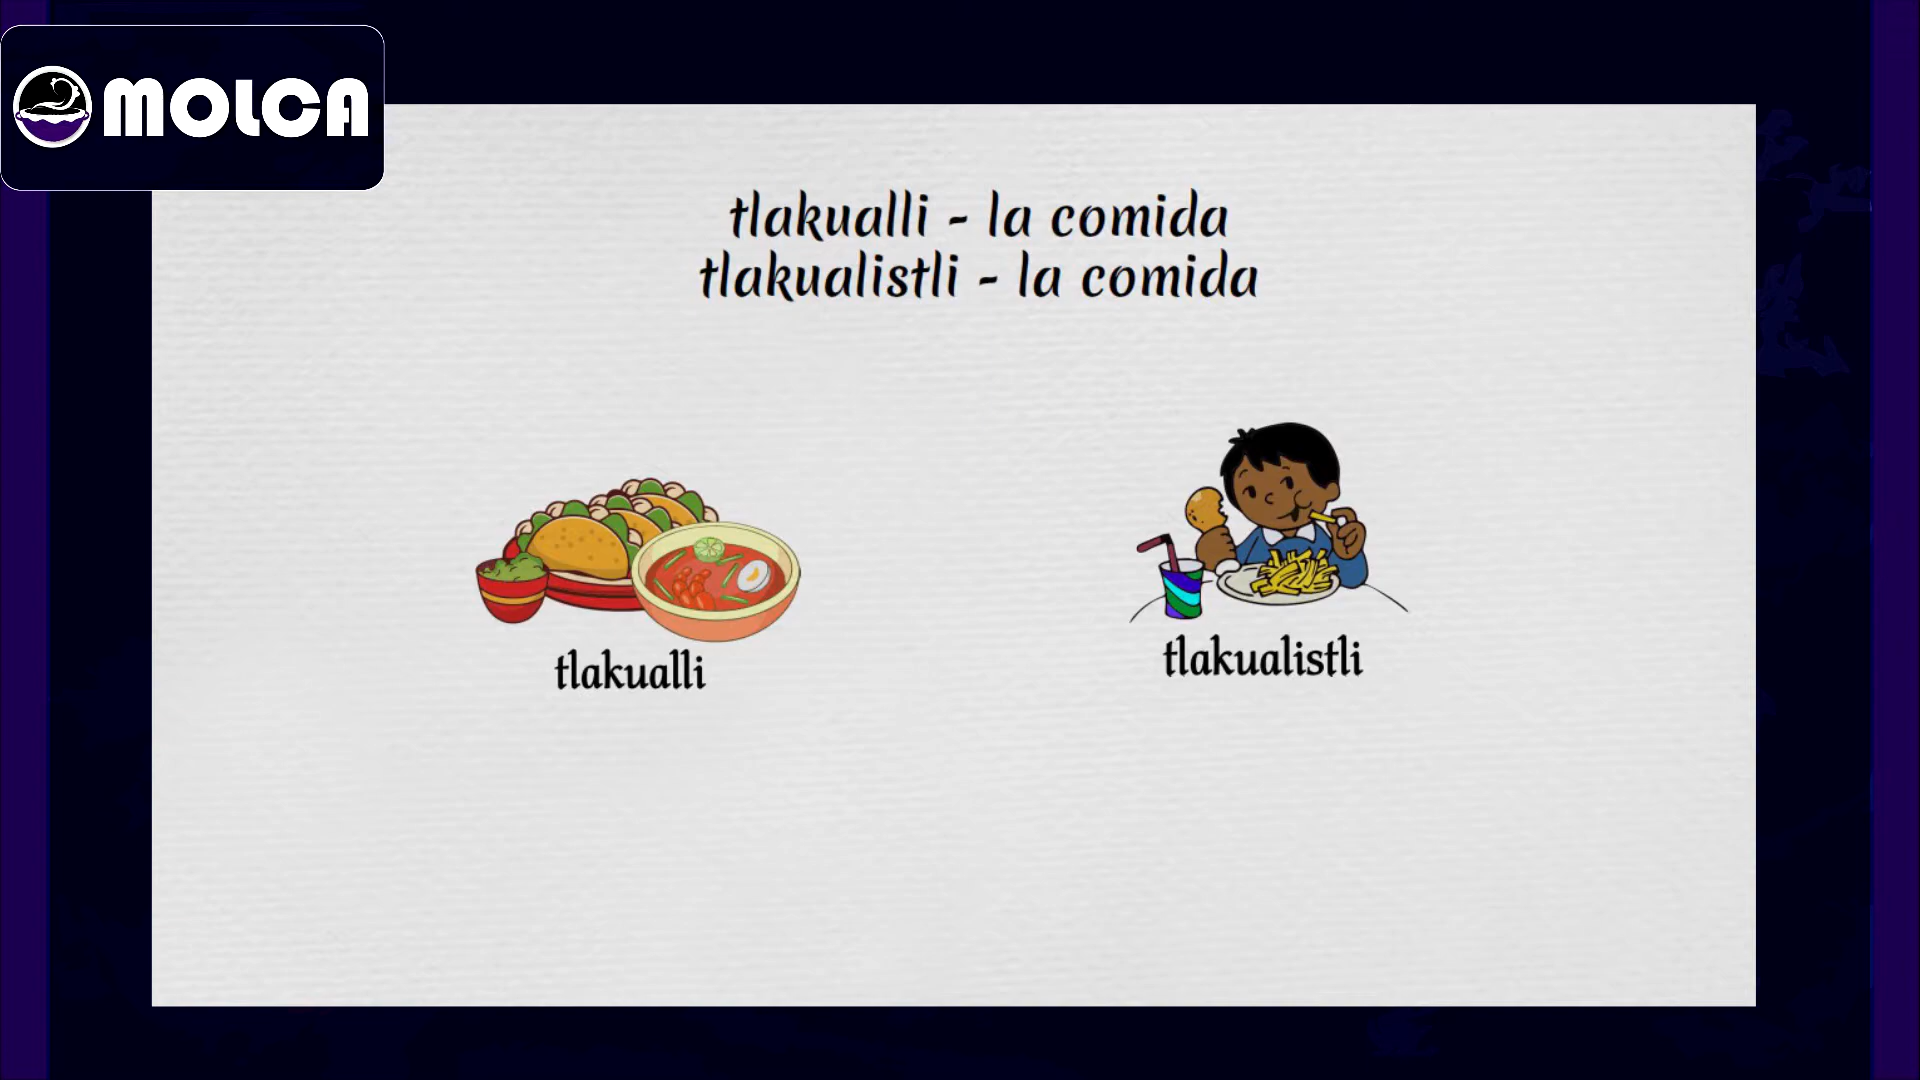 MOLCA
tlakualli - la comida
tlakualistli - la comida
tlakualli
tlakualistli